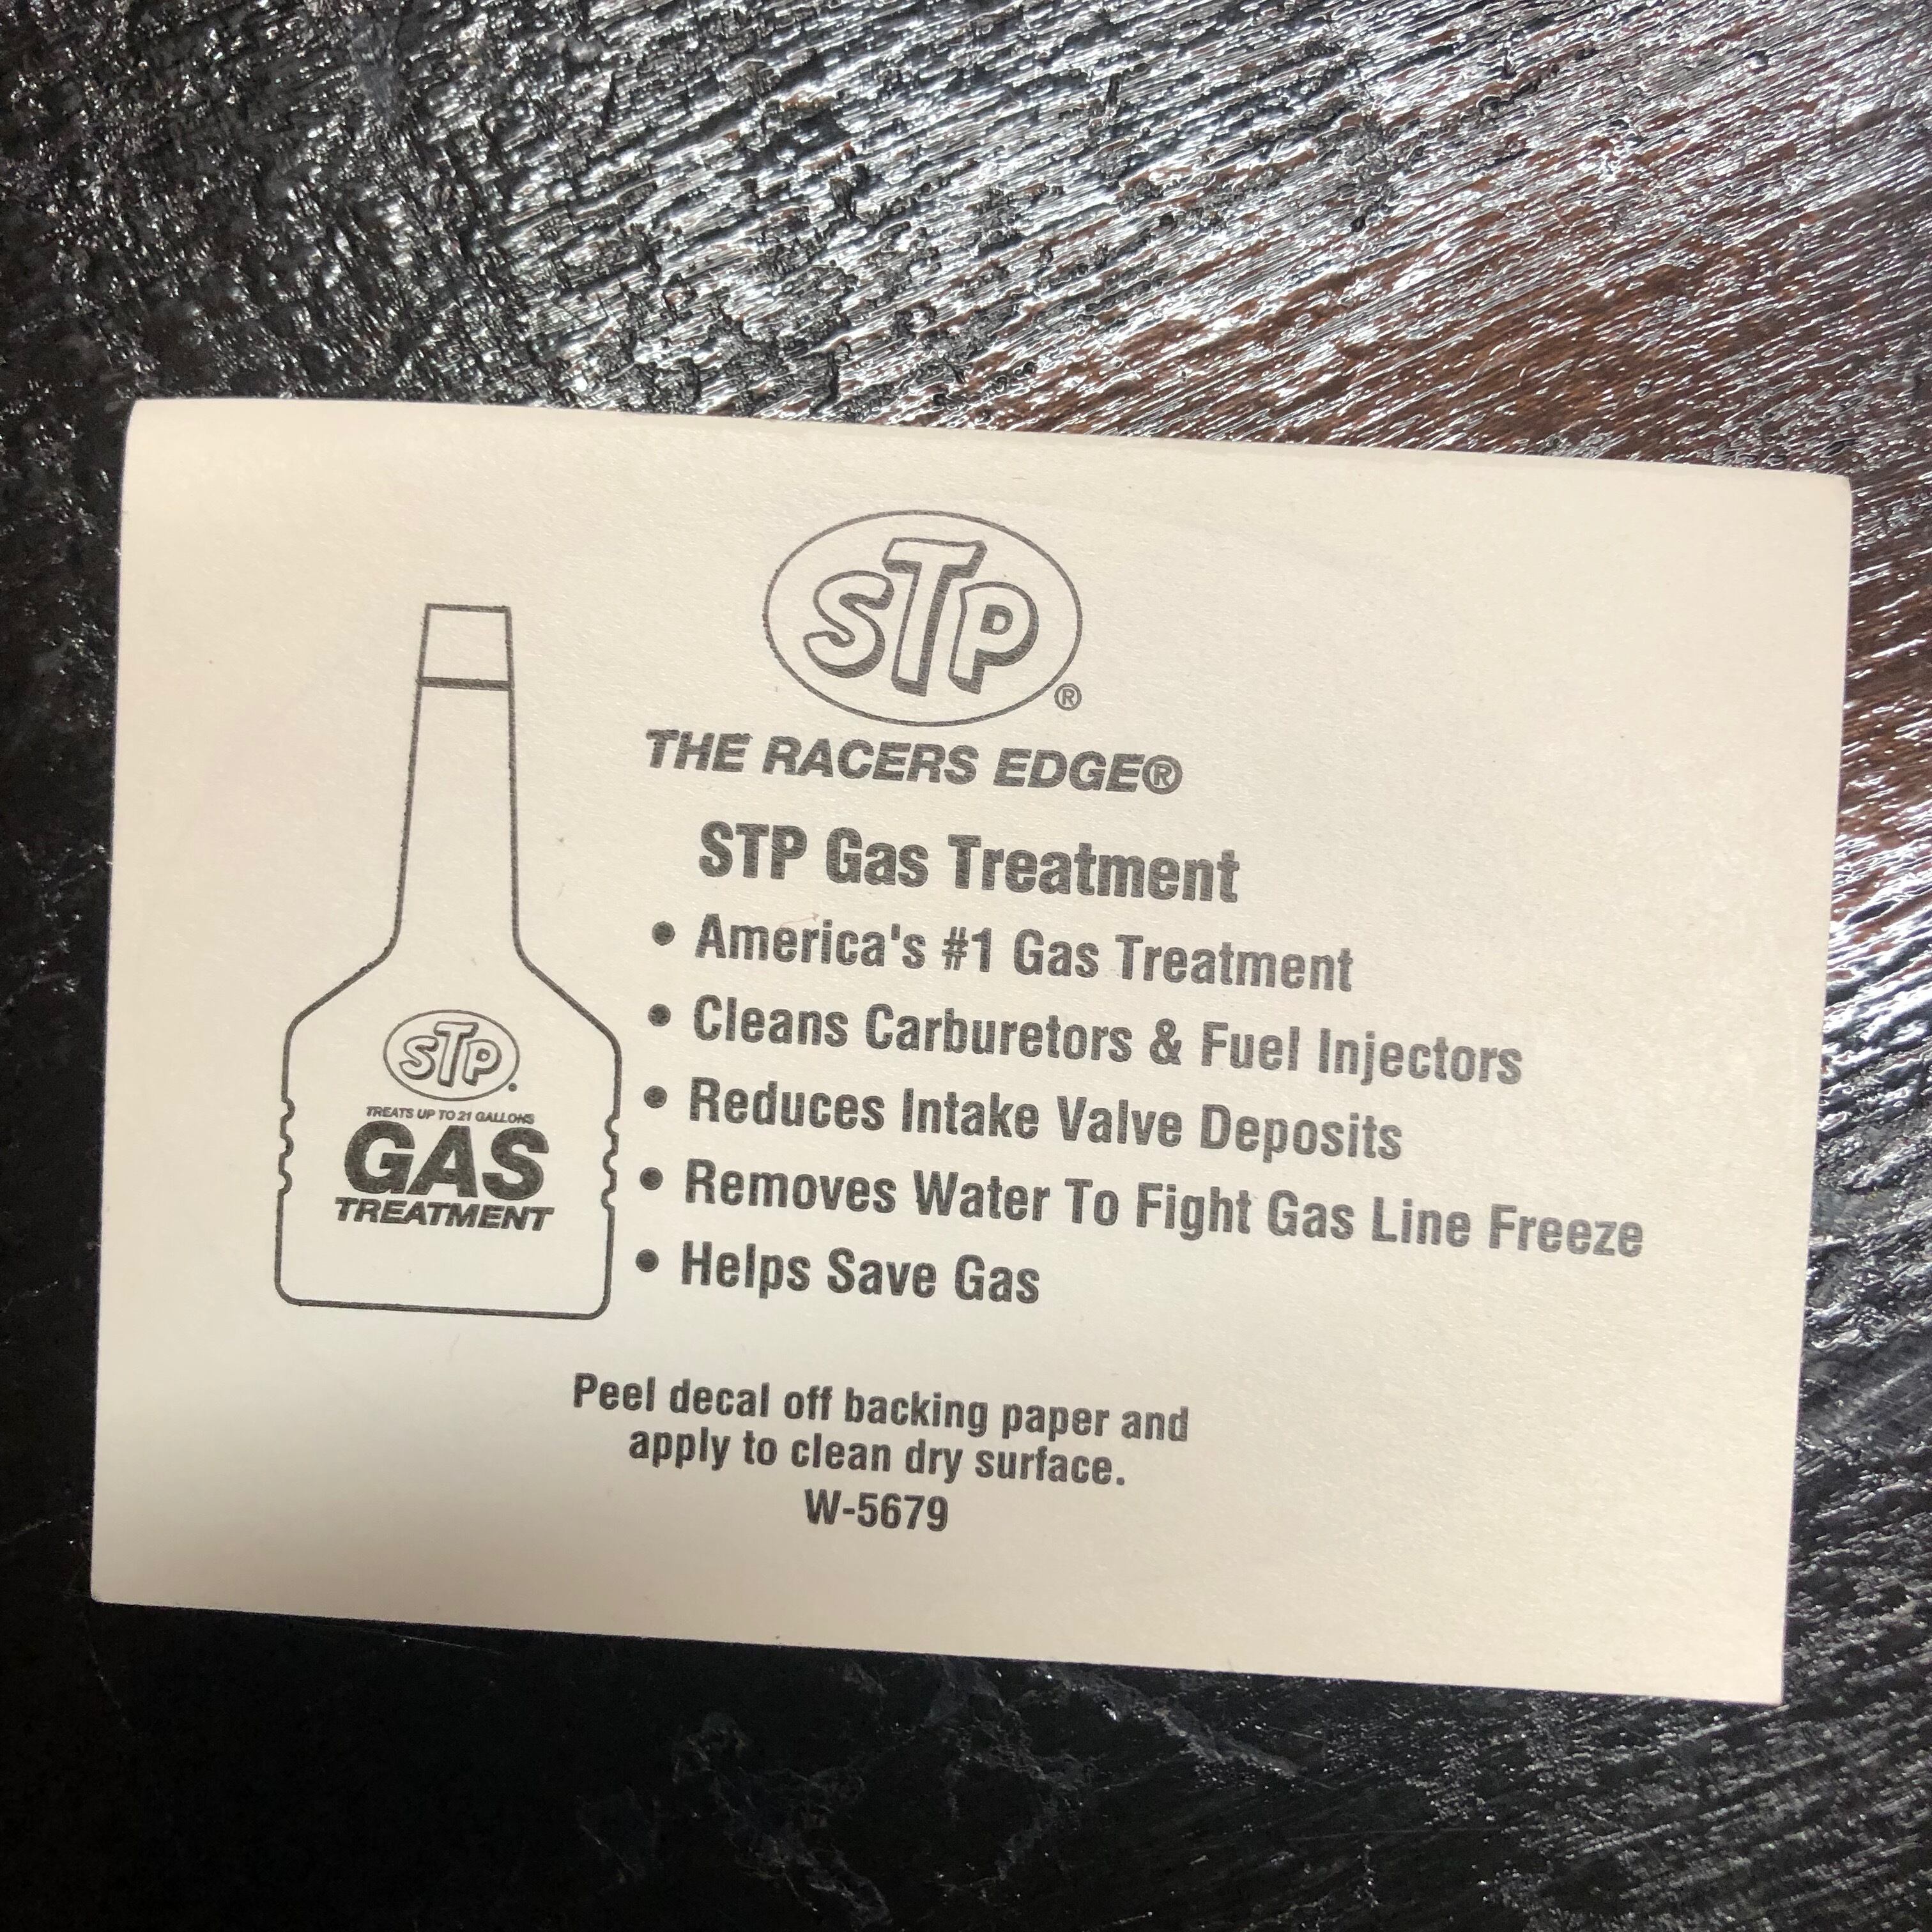 STP®
THE RACERS EDGE®
STP Gas Treatment
• America's #1 Gas Treatment
• Cleans Carburetors & Fuel Injectors
• Reduces Intake Valve Deposits
• Removes Water To Fight Gas Line Freeze
• Helps Save Gas
STP
TREATS UP TO 21 GALLONS
GAS
TREATMENT
Peel decal off backing paper and
apply to clean dry surface.
W-5679